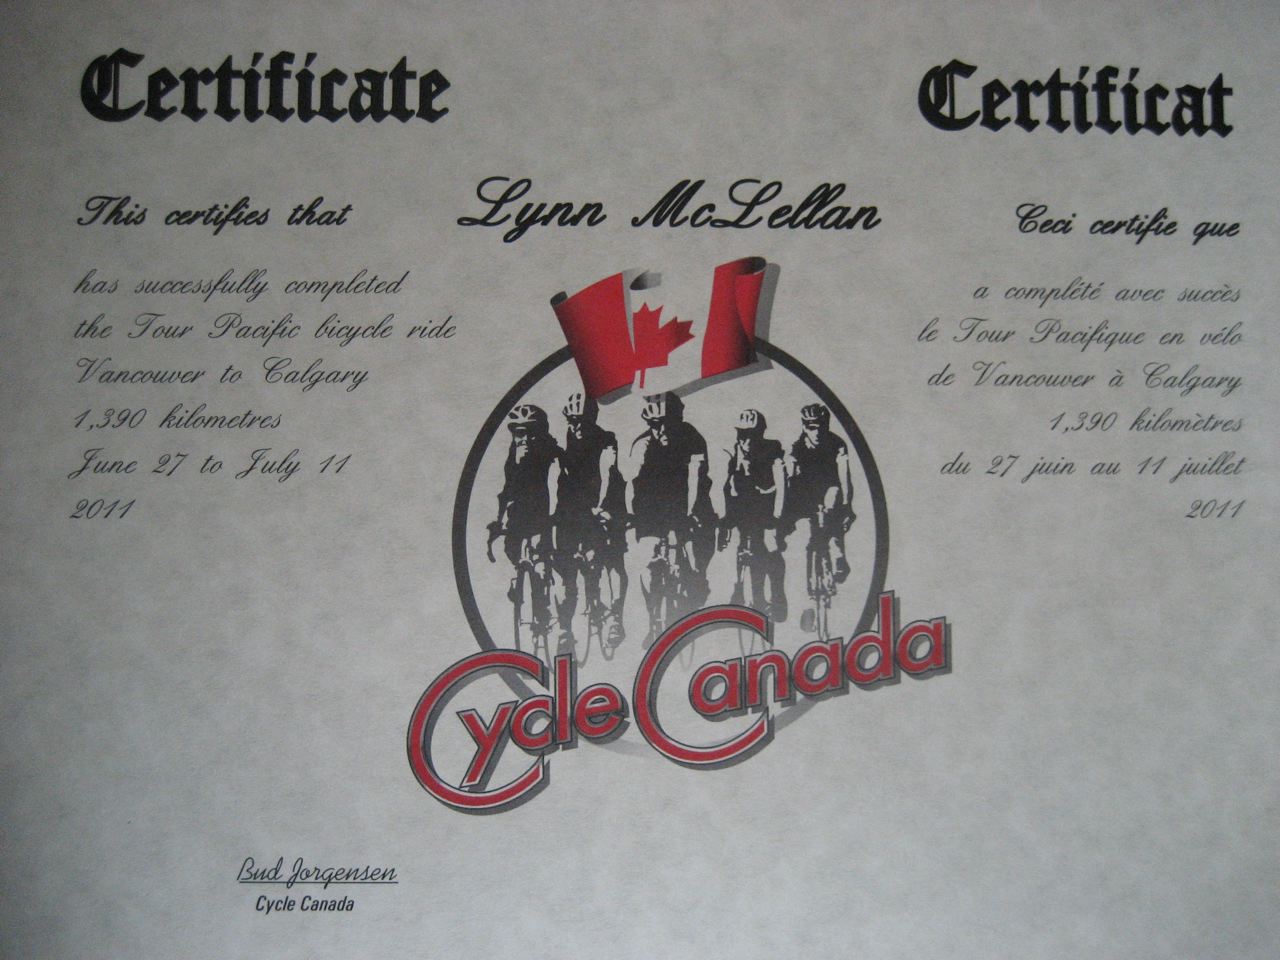 Certificate
Certificat
This certifies that
Lynn McLellan
Ceci certifie que
has successfully completed
the Tour Pacific bicycle ride
Vancouver to Calgary
1,390 kilometres
June 27 to July 11
2011
a complété avec succès
le Tour Pacifique en vélo
de Vancouver à Calgary
1,390 kilomètres
du 27 juin au 11 juillet
2011
Cycle Canada
Bud Jorgensen
Cycle Canada